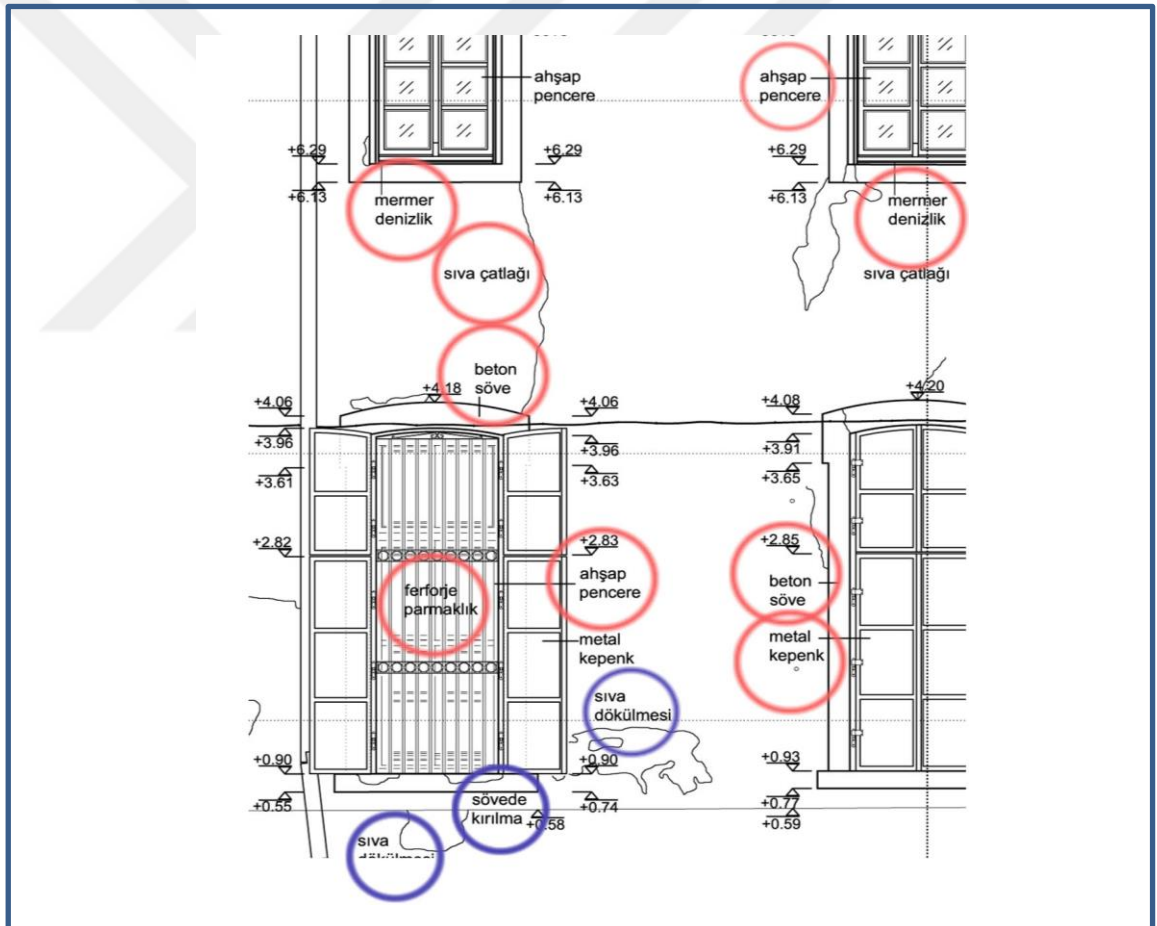 ahşap
pencere
ahşap
pencere
+6.29
+6.29
+6.29
+6.13
+6.13
+6.13
mermer
denizlik
mermer
denizlik
sıva çatlağı
sıva çatlağı
beton
söve
+4.18
+4.20
+4.06
+4.06
+4.08
+3.96
+3.96
+3.91
+3.61
+3.63
+3.65
+2.82
+2.83
+2.85
ferforje
parmaklık
ahşap
pencere
beton
söve
metal
kepenk
metal
kepenk
sıva
dökülmesi
+0.90
+0.90
+0.93
+0.55
sövede
kırılma
+0.74
+0.77
+0.58
+0.59
sıva
dökülmesi